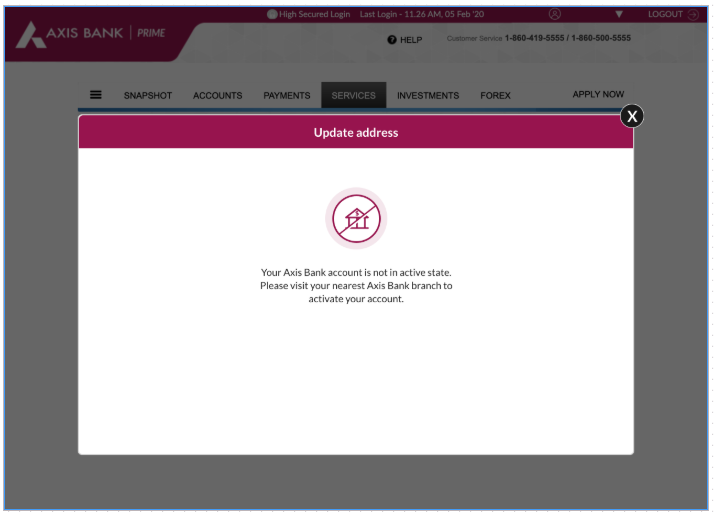 High Secured Login Last Login - 11.26 AM, 05 Feb '20 LOGOUT
AXIS BANK | PRIME
HELP Customer Service 1-860-419-5555 / 1-860-500-5555
SNAPSHOT ACCOUNTS PAYMENTS SERVICES INVESTMENTS FOREX APPLY NOW
X
Update address
Your Axis Bank account is not in active state.
Please visit your nearest Axis Bank branch to
activate your account.